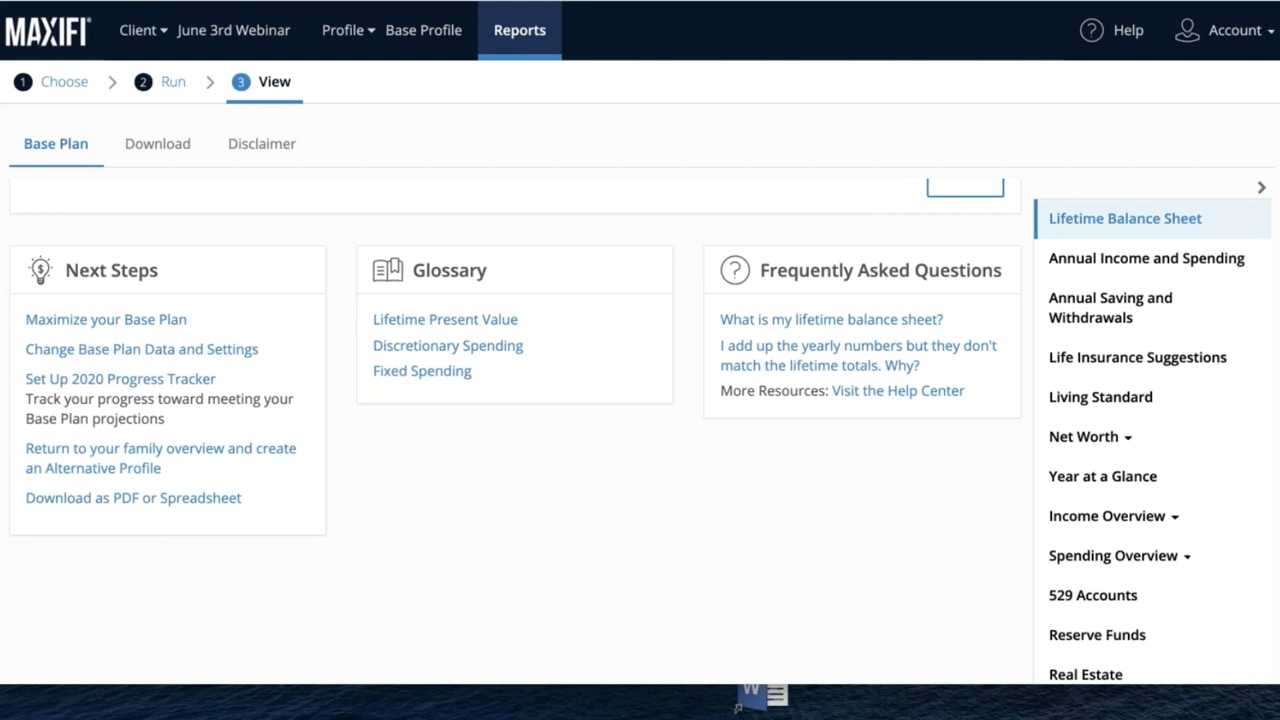 MAXIFI®
Client June 3rd Webinar
Profile Base Profile
Reports
? Help
Account
1 Choose
2 Run
3 View
Base Plan
Download
Disclaimer
Next Steps
Maximize your Base Plan
Change Base Plan Data and Settings
Set Up 2020 Progress Tracker
Track your progress toward meeting your
Base Plan projections
Return to your family overview and create
an Alternative Profile
Download as PDF or Spreadsheet
Glossary
Lifetime Present Value
Discretionary Spending
Fixed Spending
? Frequently Asked Questions
What is my lifetime balance sheet?
I add up the yearly numbers but they don't
match the lifetime totals. Why?
More Resources: Visit the Help Center
Lifetime Balance Sheet
Annual Income and Spending
Annual Saving and
Withdrawals
Life Insurance Suggestions
Living Standard
Net Worth
Year at a Glance
Income Overview
Spending Overview
529 Accounts
Reserve Funds
Real Estate
W